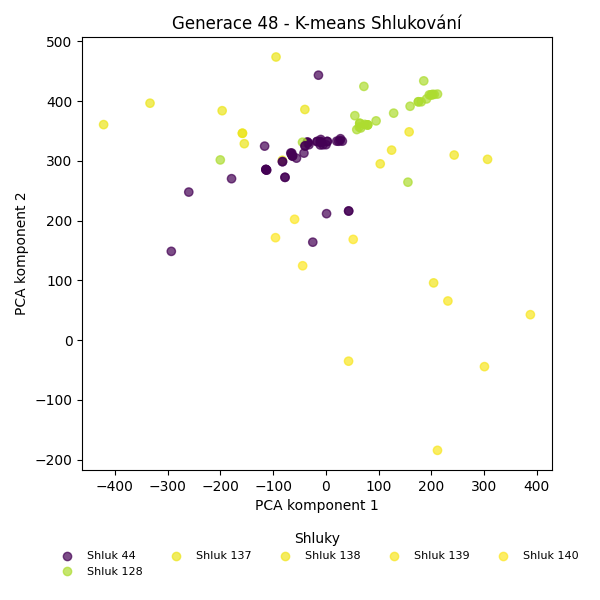 Generace 48 - K-means Shlukování
500
400
300
200
100
0
−100
−200
PCA komponent 2
−400 −300 −200 −100 0 100 200 300 400
PCA komponent 1
Shluky
Shluk 44 Shluk 137 Shluk 138 Shluk 139 Shluk 140
Shluk 128